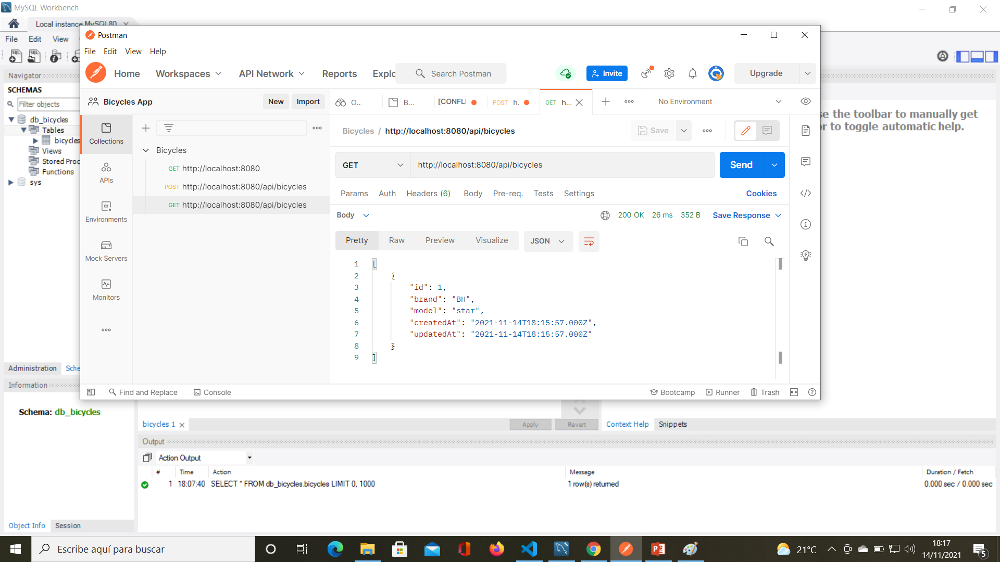 MySQL Workbench
Local instance MySQL80
File Edit View
Navigator
SCHEMAS
Filter objects
db_bicycles
Tables
bicycles
Views
Stored Proc
Functions
sys
Administration Sche
Information
Schema: db_bicycles
Object Info Session
Postman
File Edit View Help
Home Workspaces API Network Reports Explo Search Postman Invite Upgrade
Bicycles App New Import
O... B... [CONFLI POST h. GET h... No Environment
Collections
APIs
Environments
Mock Servers
Monitors
Bicycles
GET http://localhost:8080
POST http://localhost:8080/api/bicycles
GET http://localhost:8080/api/bicycles
Bicycles / http://localhost:8080/api/bicycles Save
GET http://localhost:8080/api/bicycles Send
Params Auth Headers (6) Body Pre-req. Tests Settings Cookies
Body 200 OK 26 ms 352 B Save Response
Pretty Raw Preview Visualize JSON
1 [
2 {
3 "id": 1,
4 "brand": "BH",
5 "model": "star",
6 "createdAt": "2021-11-14T18:15:57.000Z",
7 "updatedAt": "2021-11-14T18:15:57.000Z"
8 }
9 ]
Find and Replace Console Bootcamp Runner Trash
se the toolbar to manually get
or to toggle automatic help.
bicycles 1 Apply Revert Context Help Snippets
Output
Action Output
# Time Action Message Duration / Fetch
1 18:07:40 SELECT * FROM db_bicycles.bicycles LIMIT 0, 1000 1 row(s) returned 0.000 sec / 0.000 sec
Escribe aquí para buscar 21°C 18:17
14/11/2021 5